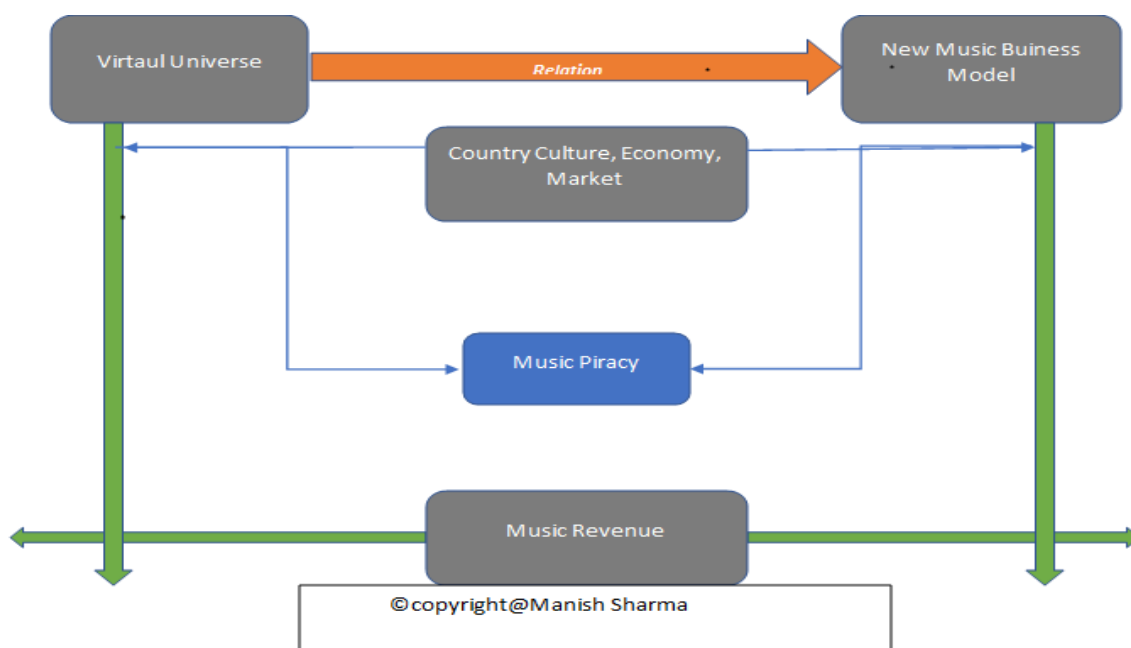 Virtaul Universe
Relation
New Music Buiness
Model
Country Culture, Economy,
Market
Music Piracy
Music Revenue
©copyright@Manish Sharma